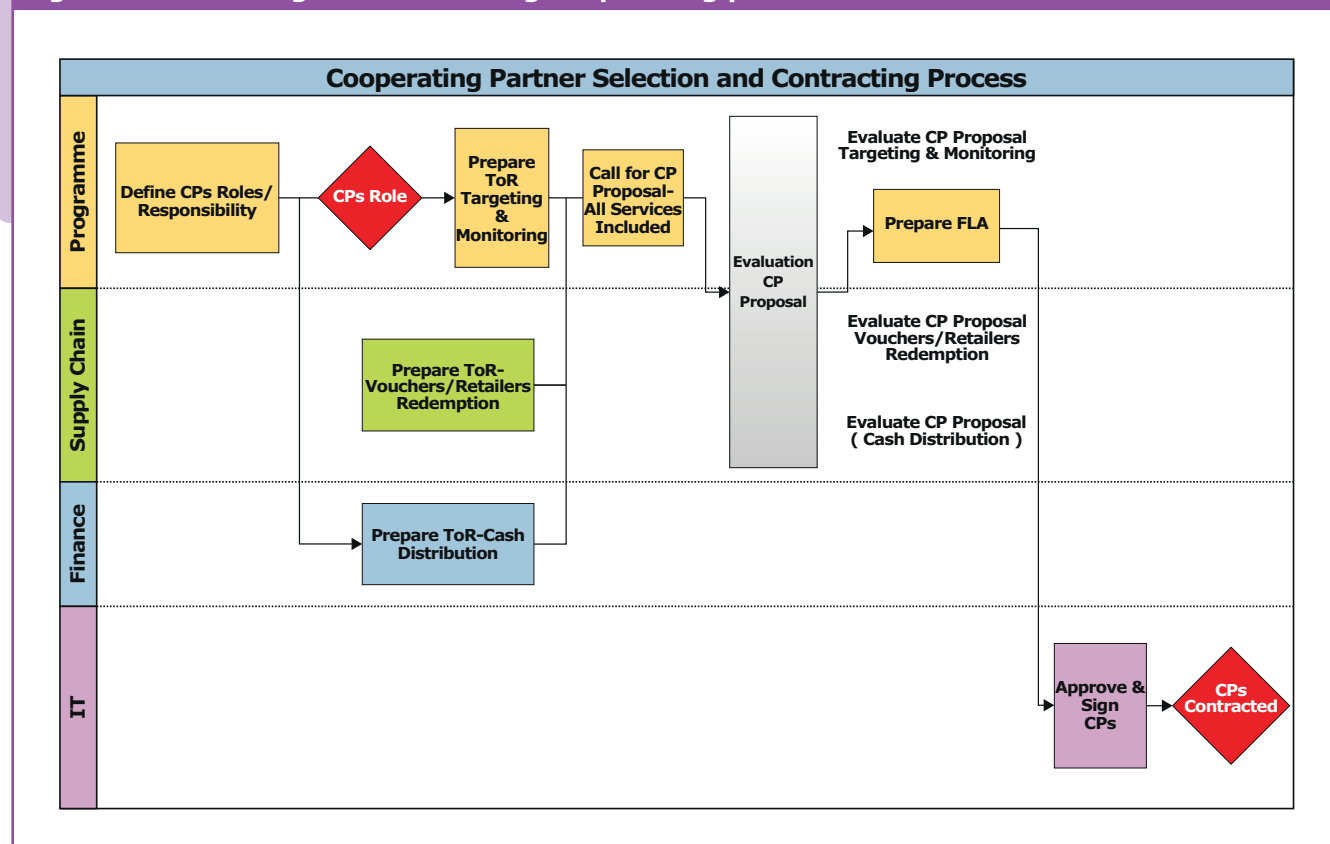 Cooperating Partner Selection and Contracting Process
Programme
Define CPs Roles/
Responsibility
CPs Role
Prepare
ToR
Targeting
&
Monitoring
Call for CP
Proposal-
All Services
Included
Evaluation
CP
Proposal
Evaluate CP Proposal
Targeting & Monitoring
Prepare FLA
Supply Chain
Prepare ToR-
Vouchers/Retailers
Redemption
Evaluate CP Proposal
Vouchers/Retailers
Redemption
Evaluate CP Proposal
( Cash Distribution )
Finance
Prepare ToR-Cash
Distribution
IT
Approve &
Sign
CPs
CPs
Contracted